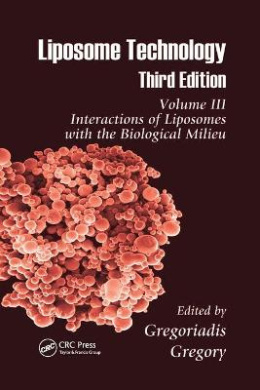 Liposome Technology
Third Edition
Volume III
Interactions of Liposomes
with the Biological Milieu
Edited by
Gregoriadis
Gregory
CRC Press
Taylor & Francis Group